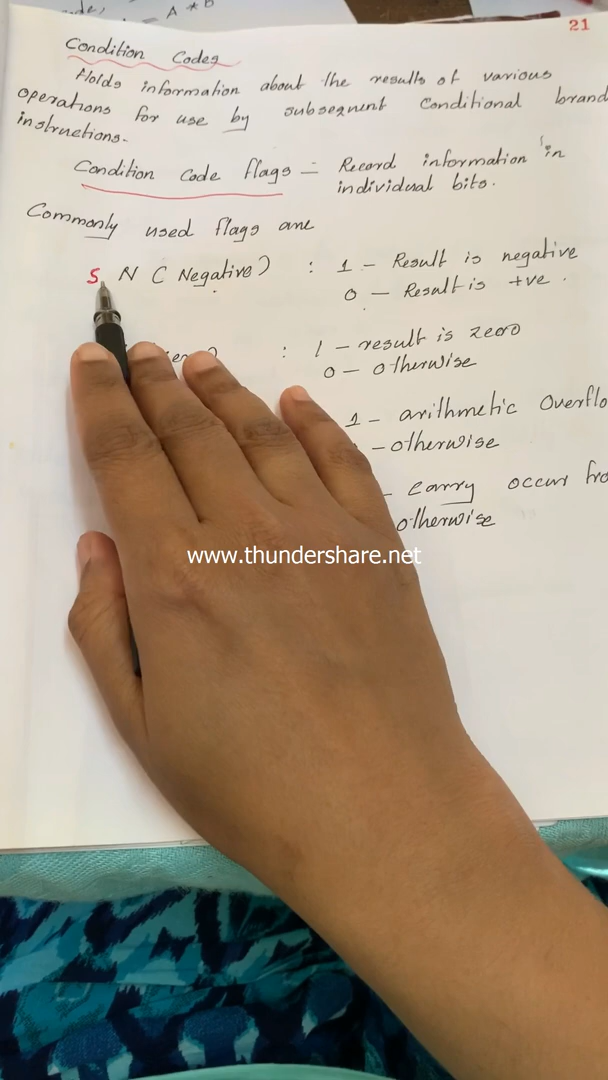 = A * B
21
Condition Codes
Holds information about the results of various
operations for use by subsequent conditional brand
instructions.
Condition Code flags = Record information in
individual bits.
Commonly used flags are
S N C Negative) : 1 - Result is negative
0 - Result is +ve .
: 1 - result is zero
0 - otherwise
1 - arithmetic Overflo
- otherwise
- carry occur fro
otherwise
www.thundershare.net